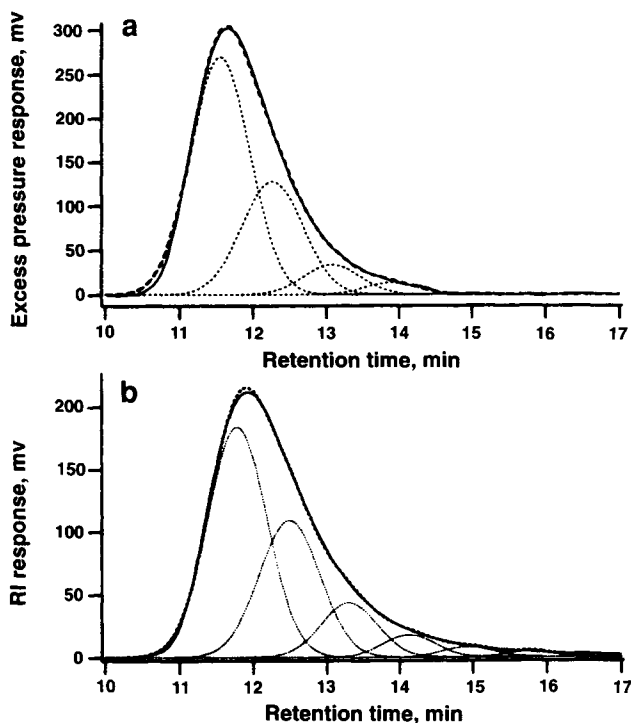 a
Excess pressure response, mv
300
250
200
150
100
50
0
10 11 12 13 14 15 16 17
Retention time, min
b
RI response, mv
200
150
100
50
0
10 11 12 13 14 15 16 17
Retention time, min